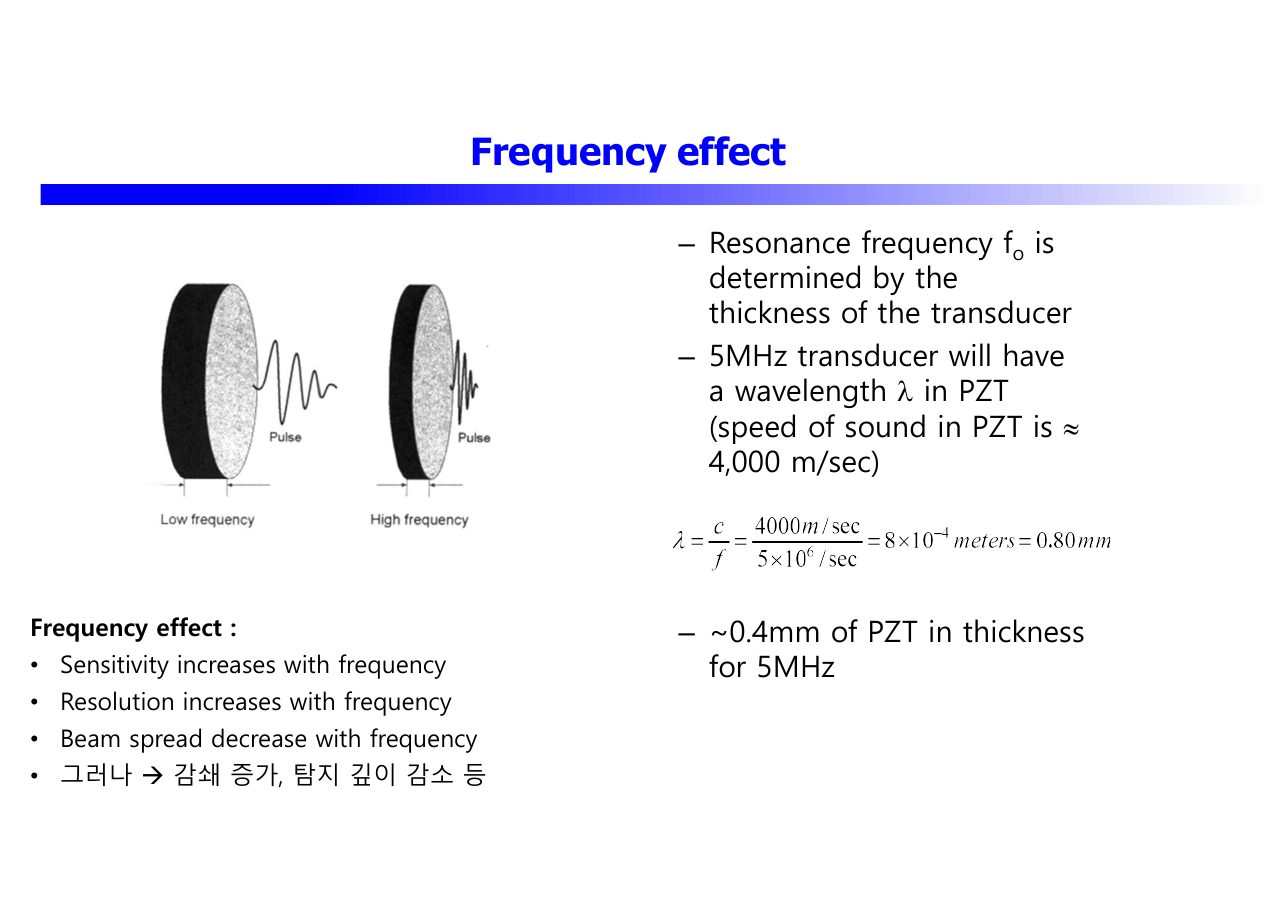 Frequency effect
Pulse
Pulse
Low frequency
High frequency
Frequency effect :
• Sensitivity increases with frequency
• Resolution increases with frequency
• Beam spread decrease with frequency
• 그러나 → 감쇄 증가, 탐지 깊이 감소 등
– Resonance frequency fo is
determined by the
thickness of the transducer
– 5MHz transducer will have
a wavelength λ in PZT
(speed of sound in PZT is ≈
4,000 m/sec)
λ = c/f = 4000m/sec / 5×10⁶/sec = 8×10⁻⁴ meters = 0.80mm
– ~0.4mm of PZT in thickness
for 5MHz